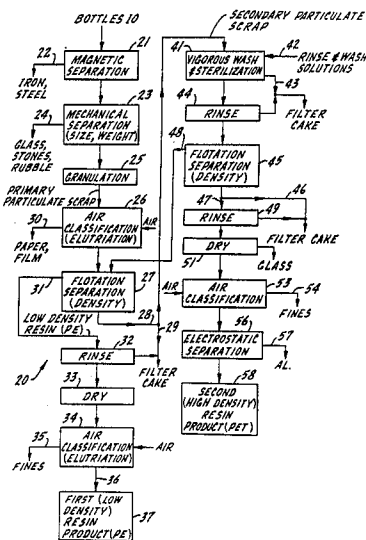 BOTTLES 10
21
22
MAGNETIC
SEPARATION
IRON,
STEEL
23
24
MECHANICAL
SEPARATION
(SIZE, WEIGHT)
GLASS,
STONES,
RUBBLE
25
GRANULATION
PRIMARY
PARTICULATE SCRAP
26
30
AIR
CLASSIFICATION
(ELUTRIATION)
AIR
PAPER,
FILM
31
27
FLOTATION
SEPARATION
(DENSITY)
LOW DENSITY
RESIN (PE)
28
29
32
RINSE
FILTER
CAKE
20
33
DRY
34
35
AIR
CLASSIFICATION
(ELUTRIATION)
AIR
FINES
36
FIRST (LOW
DENSITY)
RESIN
PRODUCT (PE)
37
SECONDARY PARTICULATE
SCRAP
41
42
VIGOROUS WASH
& STERILIZATION
RINSE & WASH
SOLUTIONS
43
44
RINSE
FILTER
CAKE
48
FLOTATION
SEPARATION
(DENSITY)
45
47
46
RINSE
49
FILTER CAKE
DRY
51
GLASS
AIR
AIR
CLASSIFICATION
53
54
FINES
56
ELECTROSTATIC
SEPARATION
57
AL.
58
SECOND
(HIGH DENSITY)
RESIN
PRODUCT (PET)